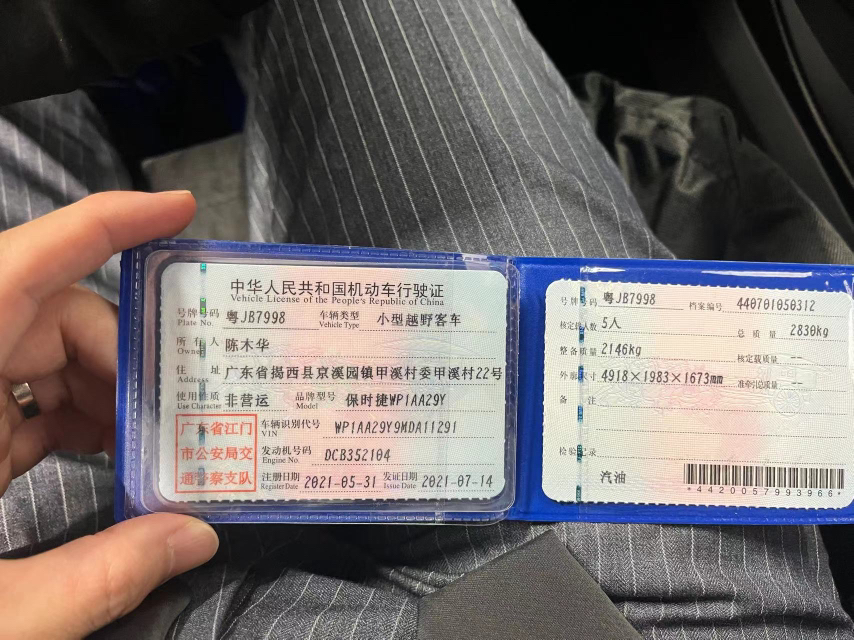 中华人民共和国机动车行驶证
Vehicle License of the People's Republic of China
号牌号码 粤JB7998 车辆类型 小型越野客车
Plate No. Vehicle Type
所有人 陈木华
Owner
住址 广东省揭西县京溪园镇甲溪村委甲溪村22号
Address
使用性质 非营运 品牌型号 保时捷WP1AA29Y
Use Character Model
广东省江门
市公安局交
通警察支队
车辆识别代号 WP1AA29Y9MDA11291
VIN
发动机号码 DCB352104
Engine No.
注册日期 2021-05-31 发证日期 2021-07-14
Register Date Issue Date
号牌号码 粤JB7998 档案编号 440701050312
核定载人数 5人 总质量 2830kg
整备质量 2146kg 核定载质量 --
外廓尺寸 4918×1983×1673mm 准牵引总质量 --
备注
检验记录
汽油
*4420057993966*